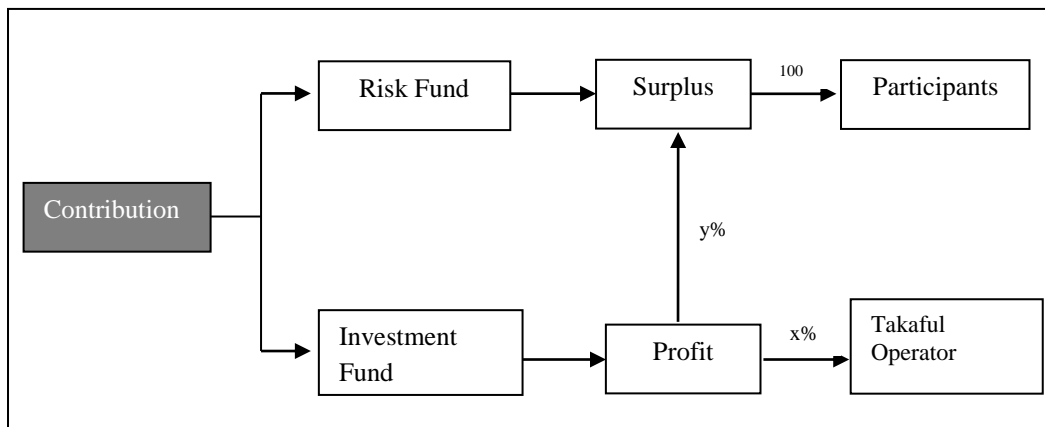 100
Risk Fund
Surplus
Participants
Contribution
y%
Investment
Fund
Profit
x%
Takaful
Operator